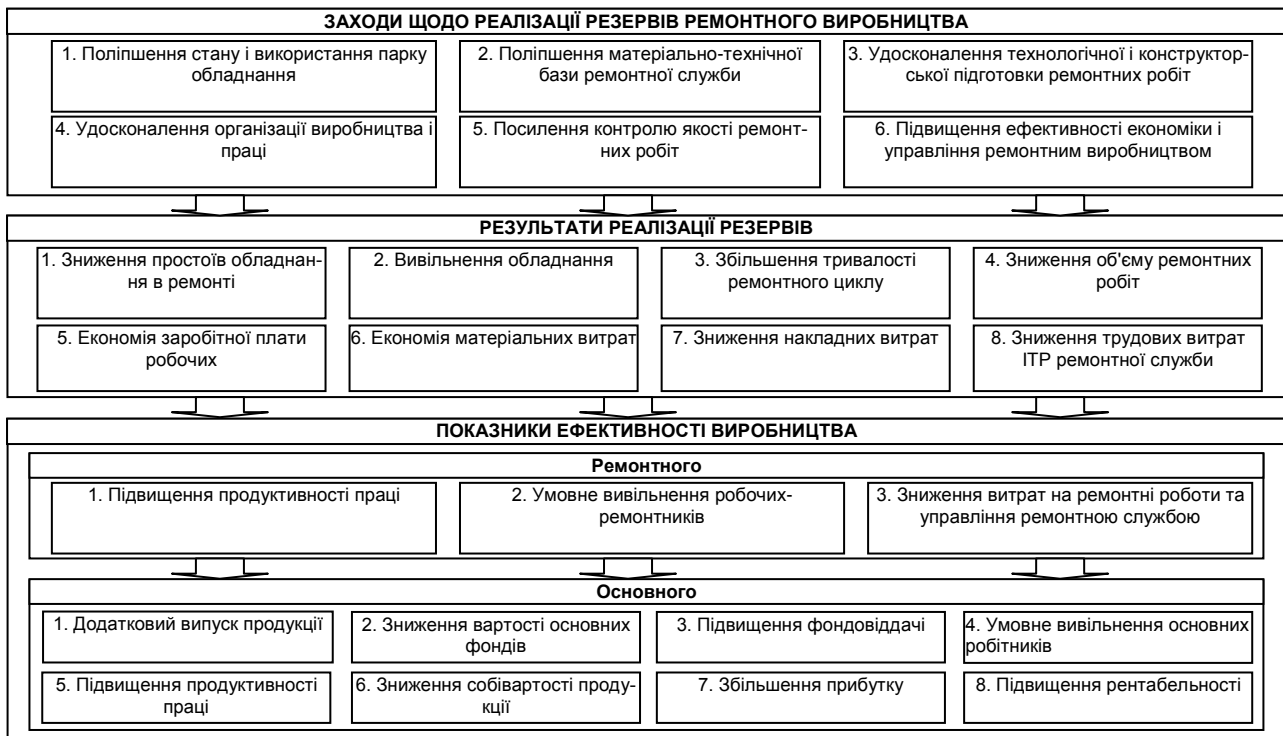 ЗАХОДИ ЩОДО РЕАЛІЗАЦІЇ РЕЗЕРВІВ РЕМОНТНОГО ВИРОБНИЦТВА
1. Поліпшення стану і використання парку
обладнання
2. Поліпшення матеріально-технічної
бази ремонтної служби
3. Удосконалення технологічної і конструктор-
ської підготовки ремонтних робіт
4. Удосконалення організації виробництва і
праці
5. Посилення контролю якості ремонт-
них робіт
6. Підвищення ефективності економіки і
управління ремонтним виробництвом
РЕЗУЛЬТАТИ РЕАЛІЗАЦІЇ РЕЗЕРВІВ
1. Зниження простоїв обладнан-
ня в ремонті
2. Вивільнення обладнання
3. Збільшення тривалості
ремонтного циклу
4. Зниження об'єму ремонтних
робіт
5. Економія заробітної плати
робочих
6. Економія матеріальних витрат
7. Зниження накладних витрат
8. Зниження трудових витрат
ІТР ремонтної служби
ПОКАЗНИКИ ЕФЕКТИВНОСТІ ВИРОБНИЦТВА
Ремонтного
1. Підвищення продуктивності праці
2. Умовне вивільнення робочих-
ремонтників
3. Зниження витрат на ремонтні роботи та
управління ремонтною службою
Основного
1. Додатковий випуск продукції
2. Зниження вартості основних
фондів
3. Підвищення фондовіддачі
4. Умовне вивільнення основних
робітників
5. Підвищення продуктивності
праці
6. Зниження собівартості проду-
кції
7. Збільшення прибутку
8. Підвищення рентабельності